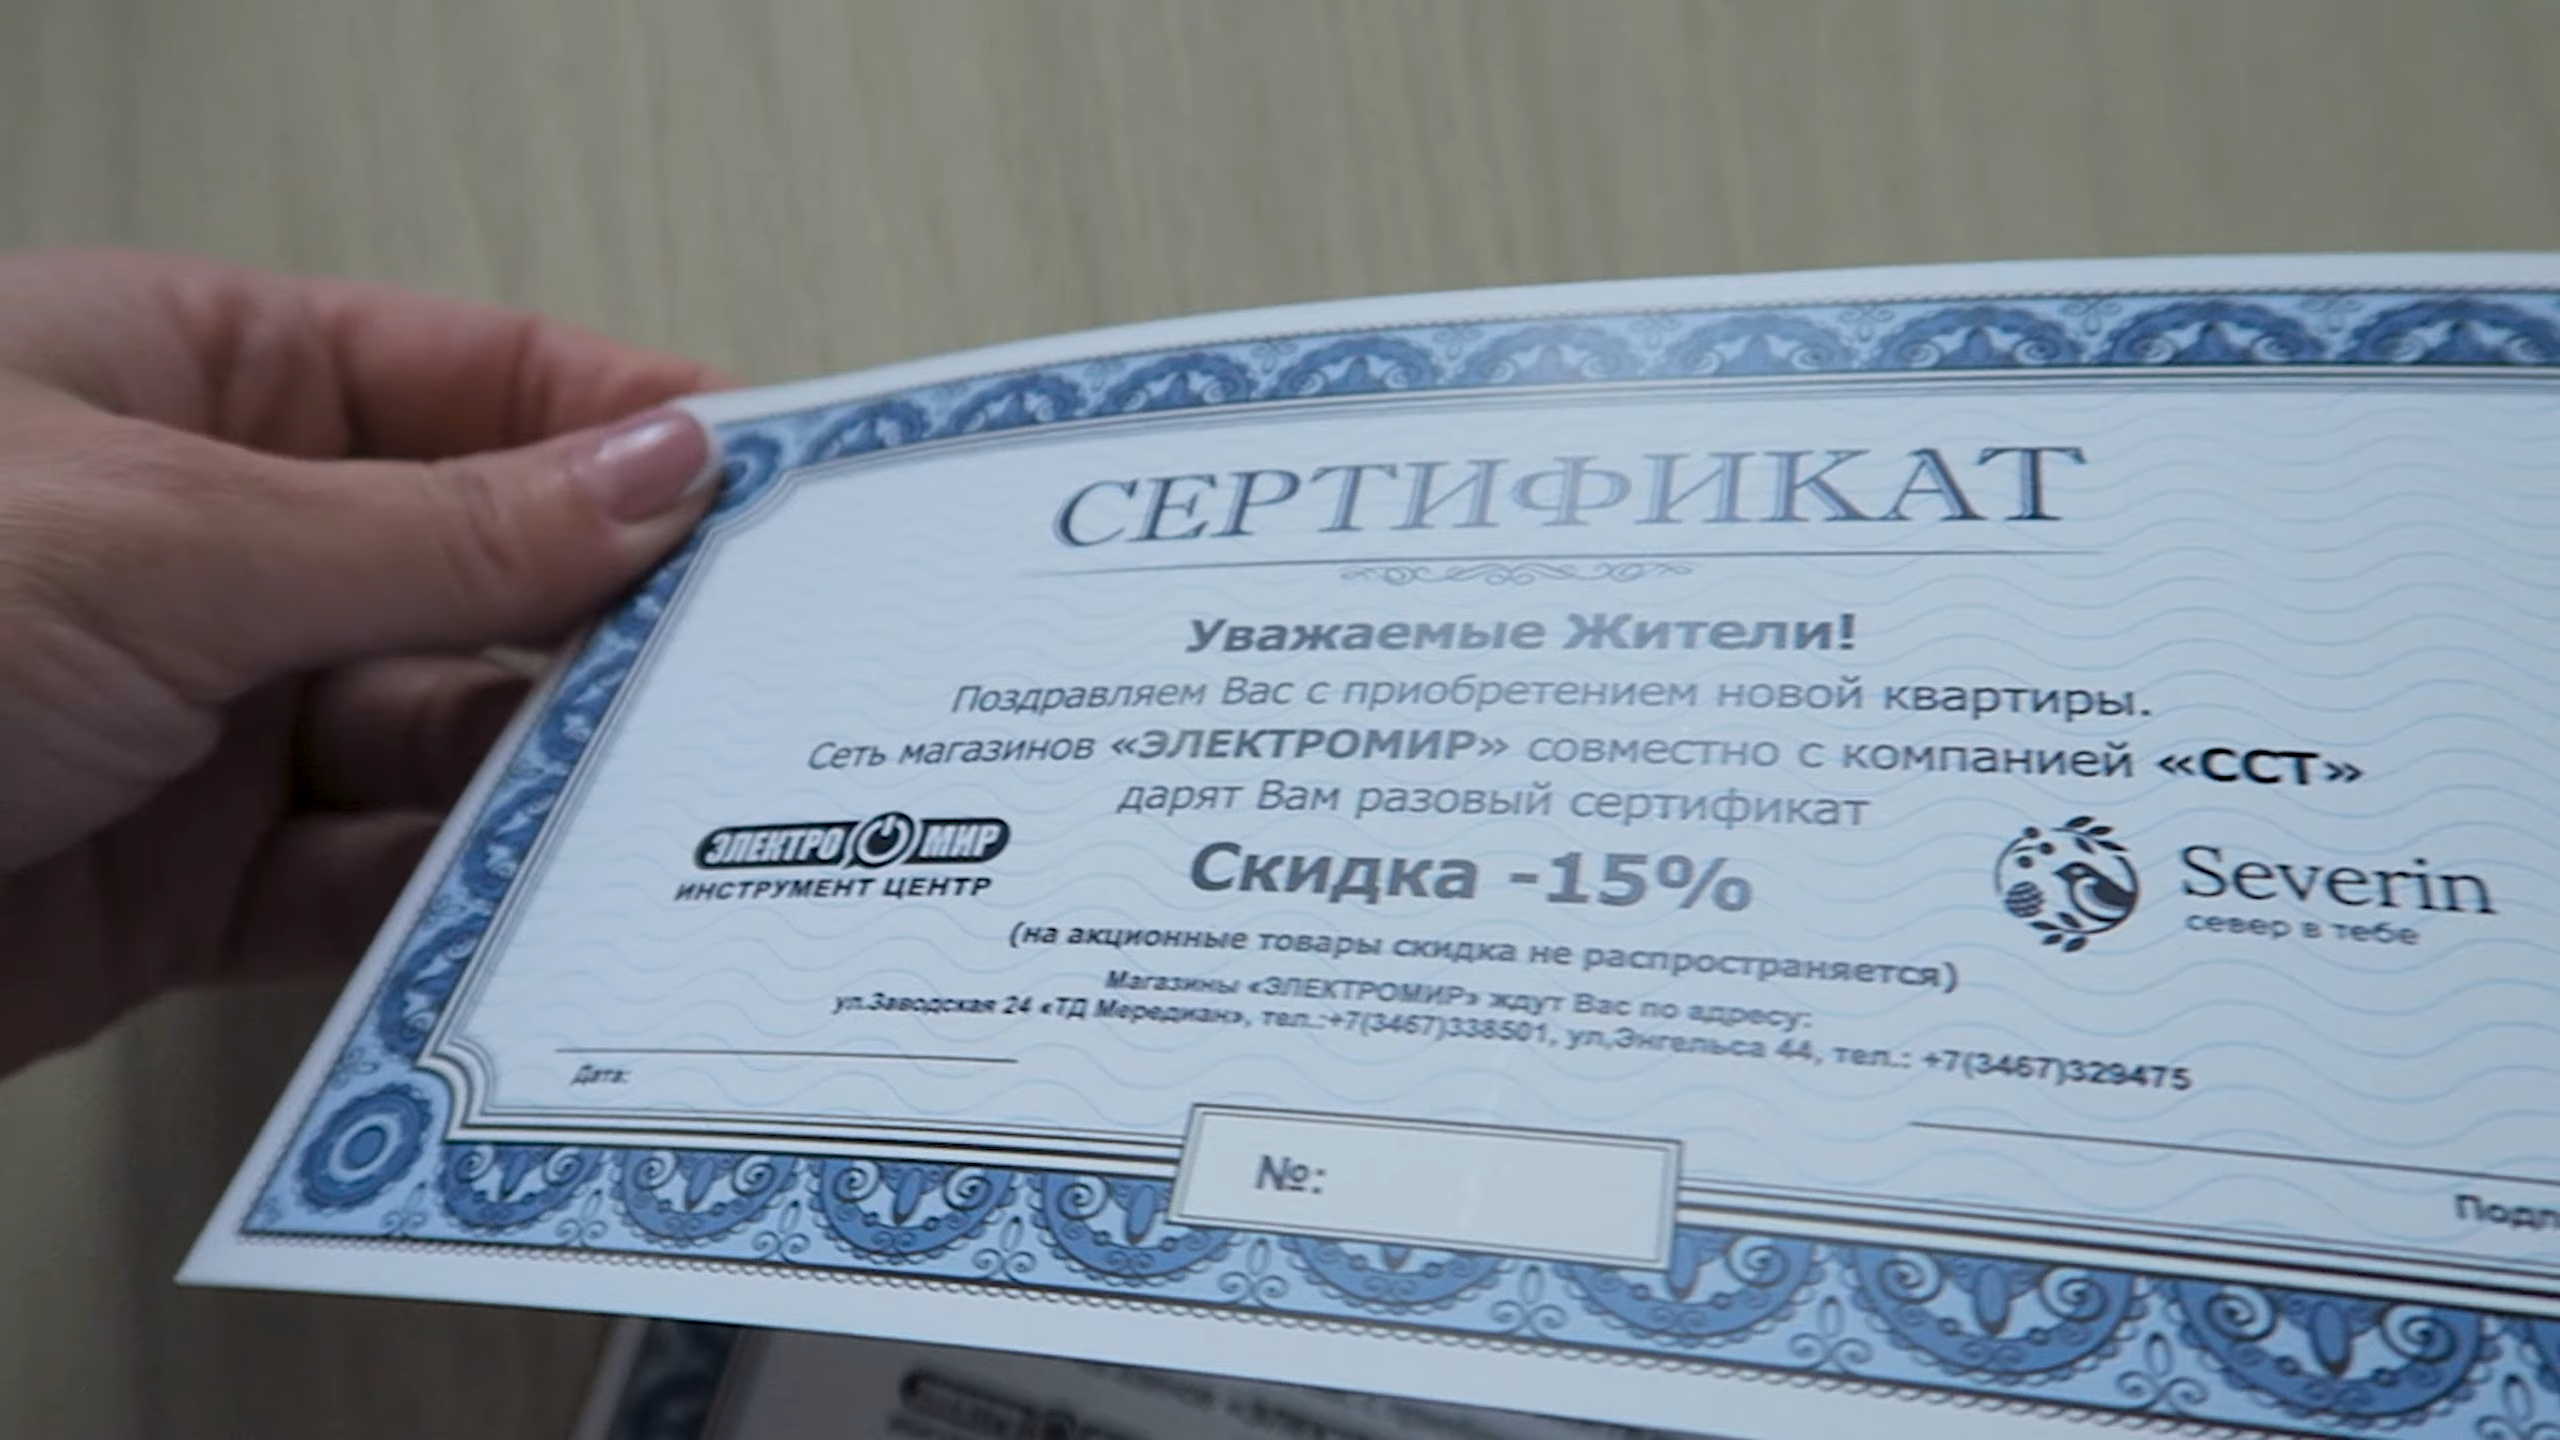 СЕРТИФИКАТ
Уважаемые Жители!
Поздравляем Вас с приобретением новой квартиры.
Сеть магазинов «ЭЛЕКТРОМИР» совместно с компанией «ССТ»
дарят Вам разовый сертификат
ЭЛЕКТРО МИР
ИНСТРУМЕНТ ЦЕНТР
Скидка -15%
Severin
север в тебе
(на акционные товары скидка не распространяется)
Магазины «ЭЛЕКТРОМИР» ждут Вас по адресу:
ул.Заводская 24 «ТД Мередиан», тел.:+7(3467)338501, ул.Энгельса 44, тел.: +7(3467)329475
Дата:
№: